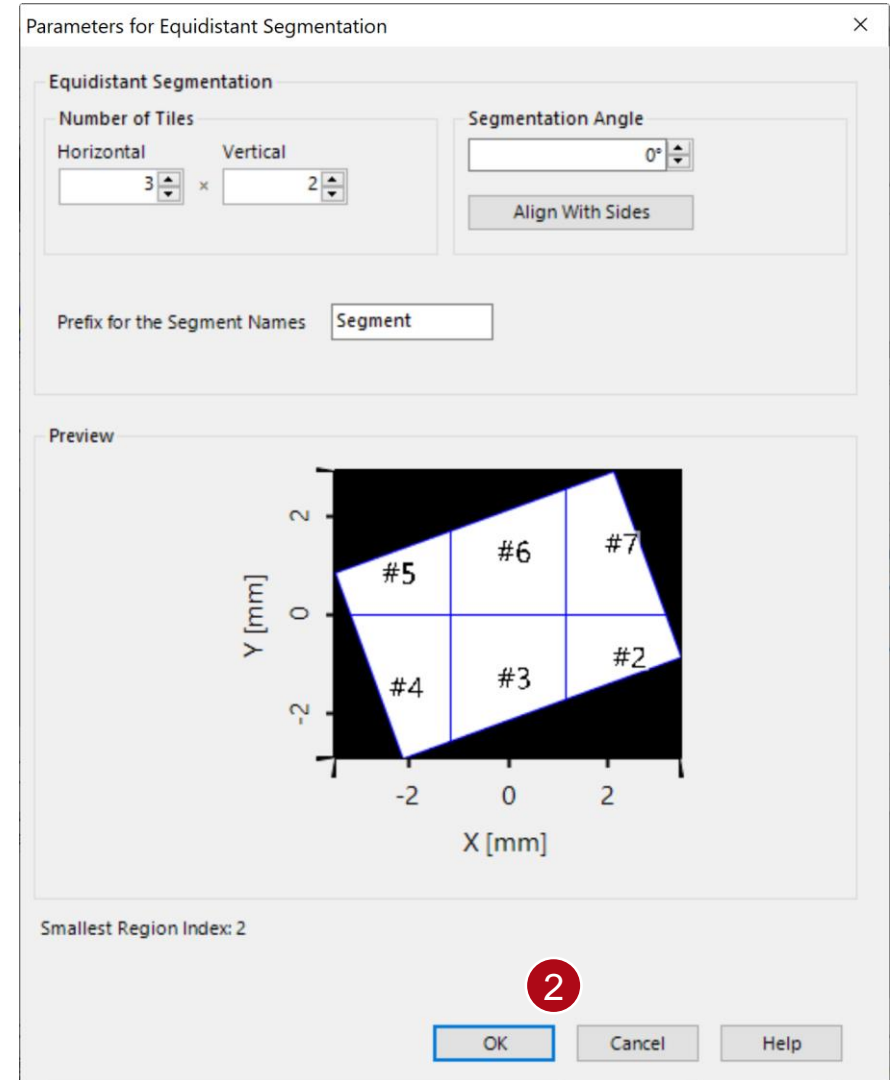 Parameters for Equidistant Segmentation
Equidistant Segmentation
Number of Tiles
Horizontal Vertical
3 × 2
Segmentation Angle
0°
Align With Sides
Prefix for the Segment Names Segment
Preview
2
0
-2
Y [mm]
#5 #6 #7
#4 #3 #2
-2 0 2
X [mm]
Smallest Region Index: 2
2
OK Cancel Help